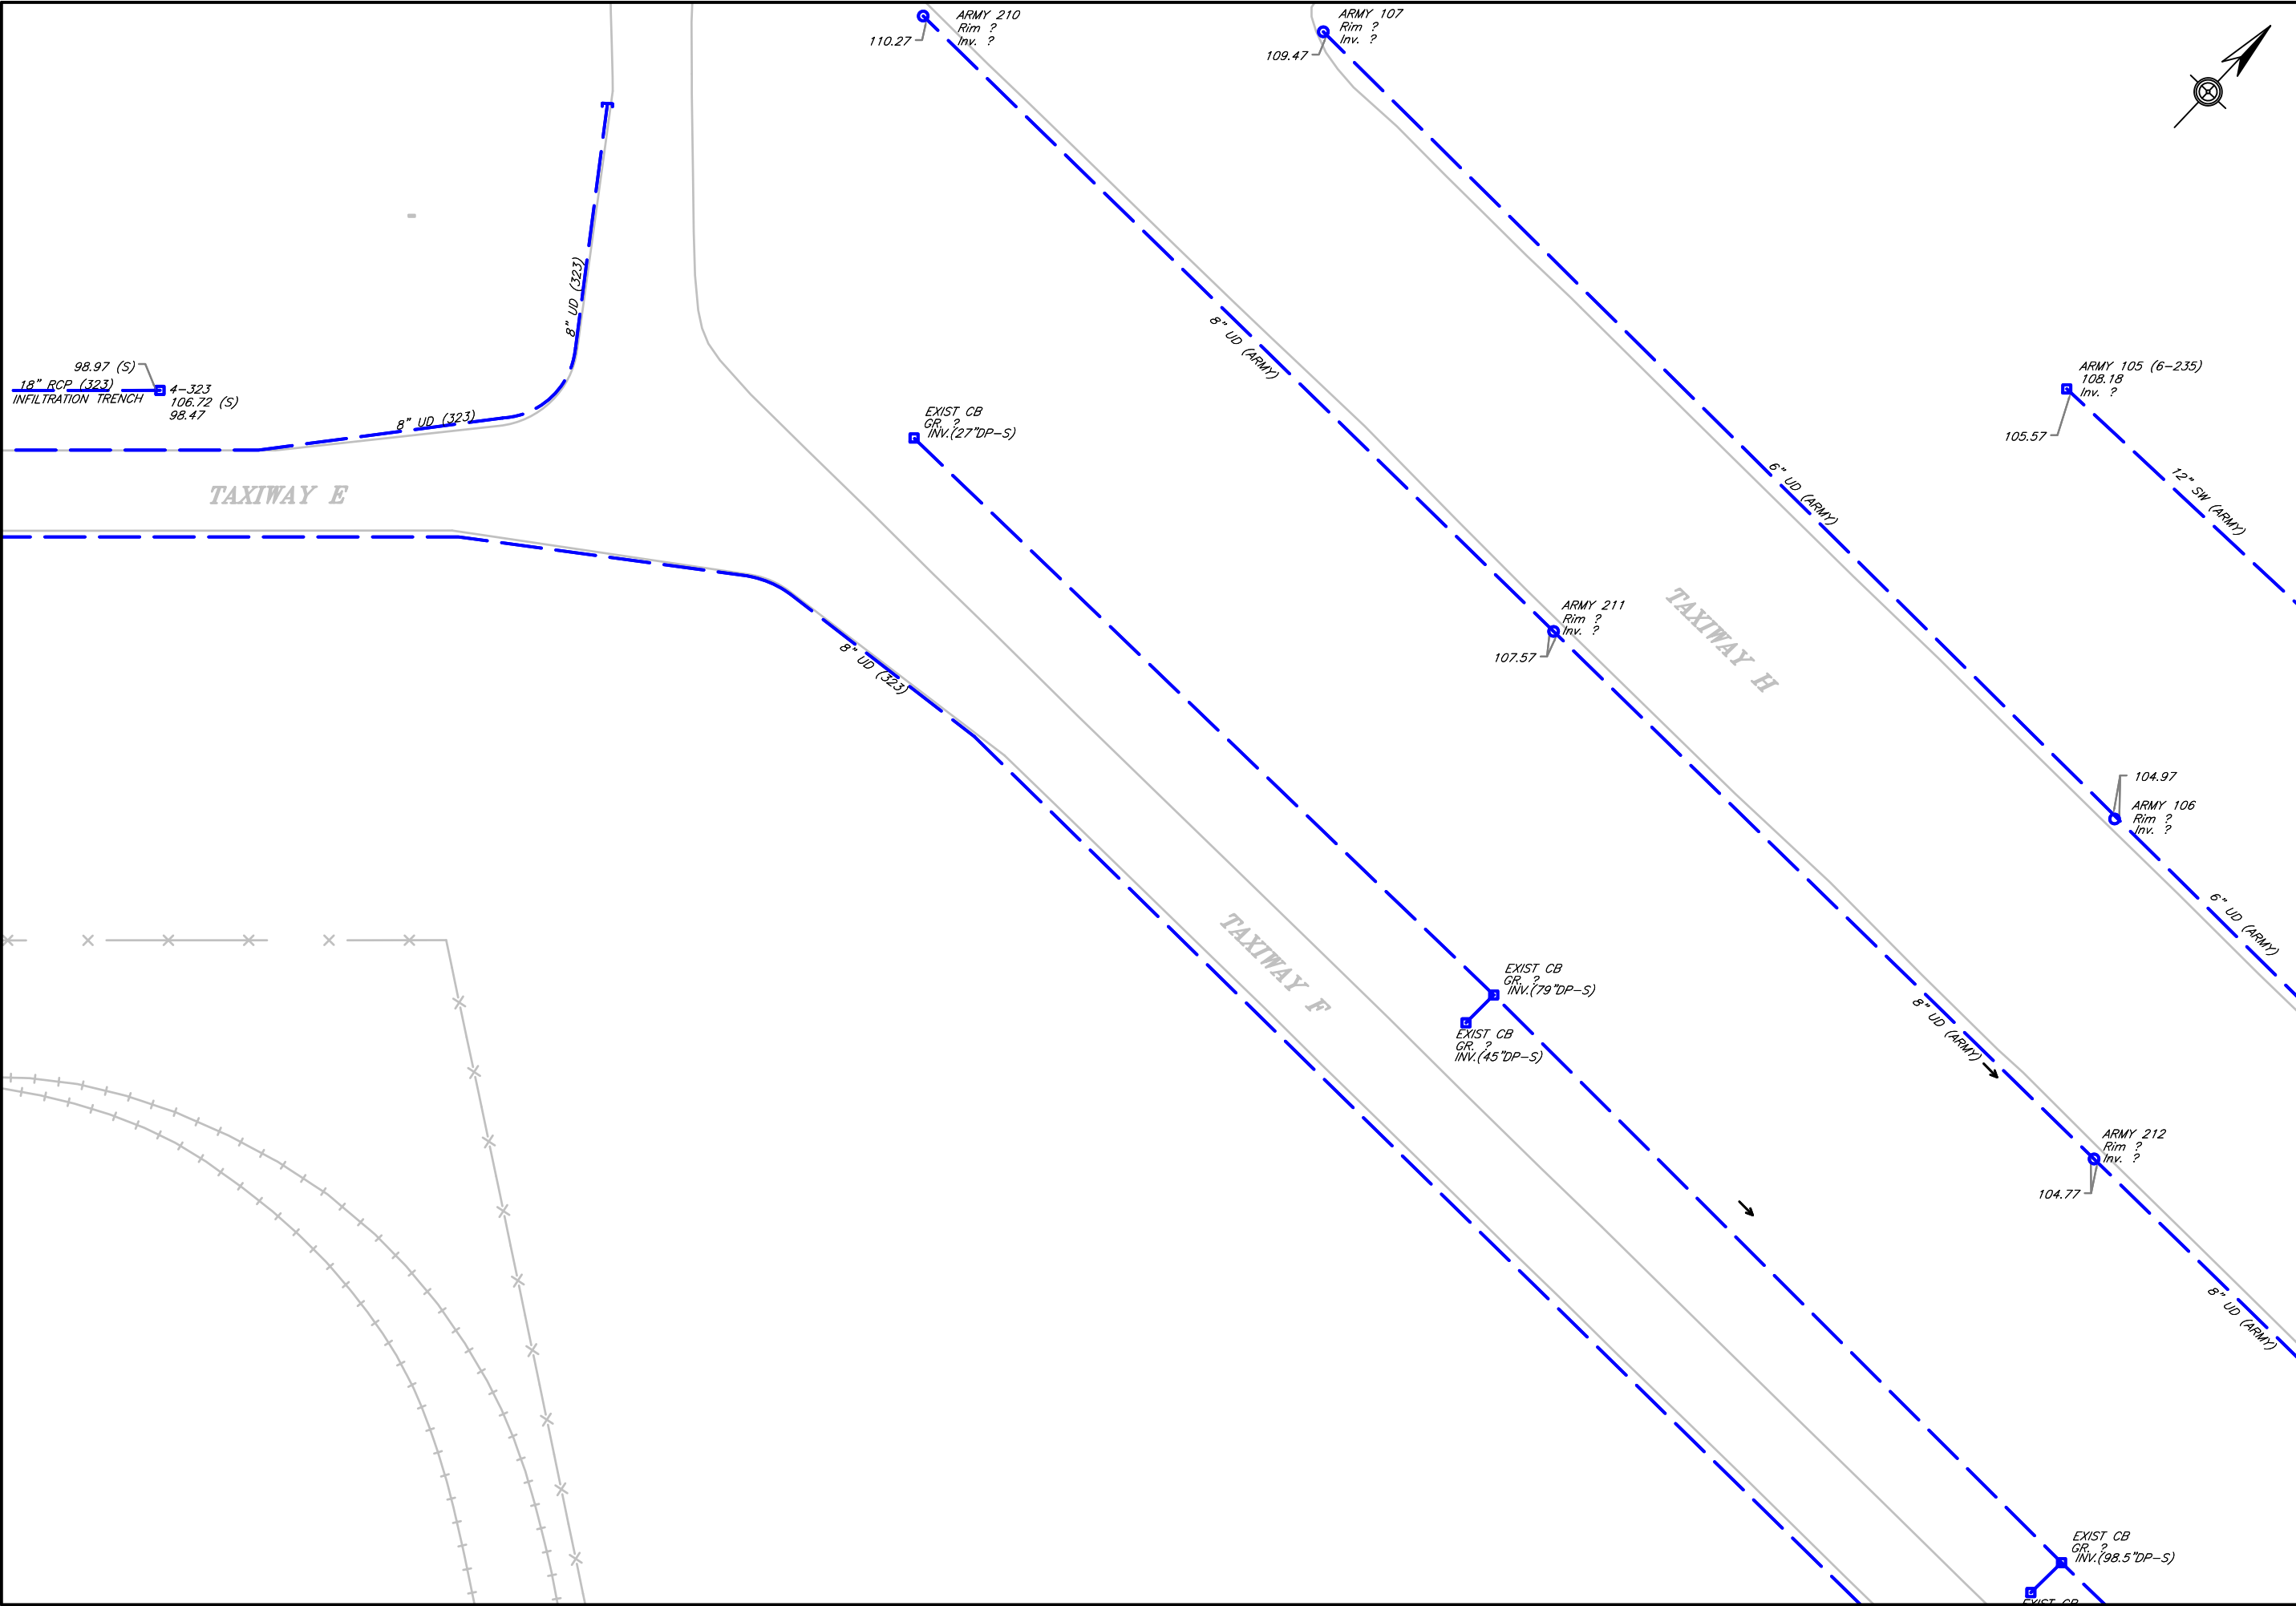 ARMY 210
Rim ?
Inv. ?
110.27
ARMY 107
Rim ?
Inv. ?
109.47
8" UD (323)
98.97 (S)
18" RCP (323)
INFILTRATION TRENCH
4-323
106.72 (S)
98.47
8" UD (323)
TAXIWAY E
8" UD (ARMY)
ARMY 105 (6-235)
108.18
Inv. ?
105.57
12" SW (ARMY)
EXIST CB
GR. ?
INV.(27"DP-S)
6" UD (ARMY)
8" UD (323)
ARMY 211
Rim ?
Inv. ?
107.57
TAXIWAY H
104.97
ARMY 106
Rim ?
Inv. ?
6" UD (ARMY)
TAXIWAY F
EXIST CB
GR. ?
INV.(79"DP-S)
EXIST CB
GR. ?
INV.(45"DP-S)
8" UD (ARMY)
ARMY 212
Rim ?
Inv. ?
104.77
8" UD (ARMY)
EXIST CB
GR. ?
INV.(98.5"DP-S)
EXIST CB